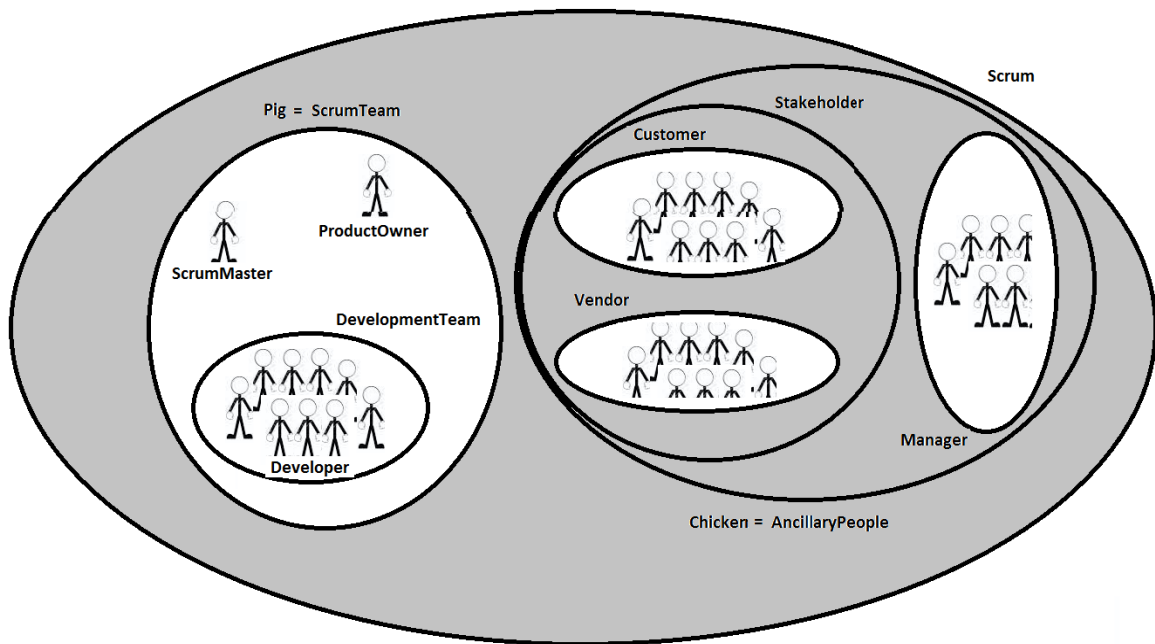 Scrum
Pig = ScrumTeam
Stakeholder
Customer
ProductOwner
ScrumMaster
Vendor
DevelopmentTeam
Manager
Developer
Chicken = AncillaryPeople